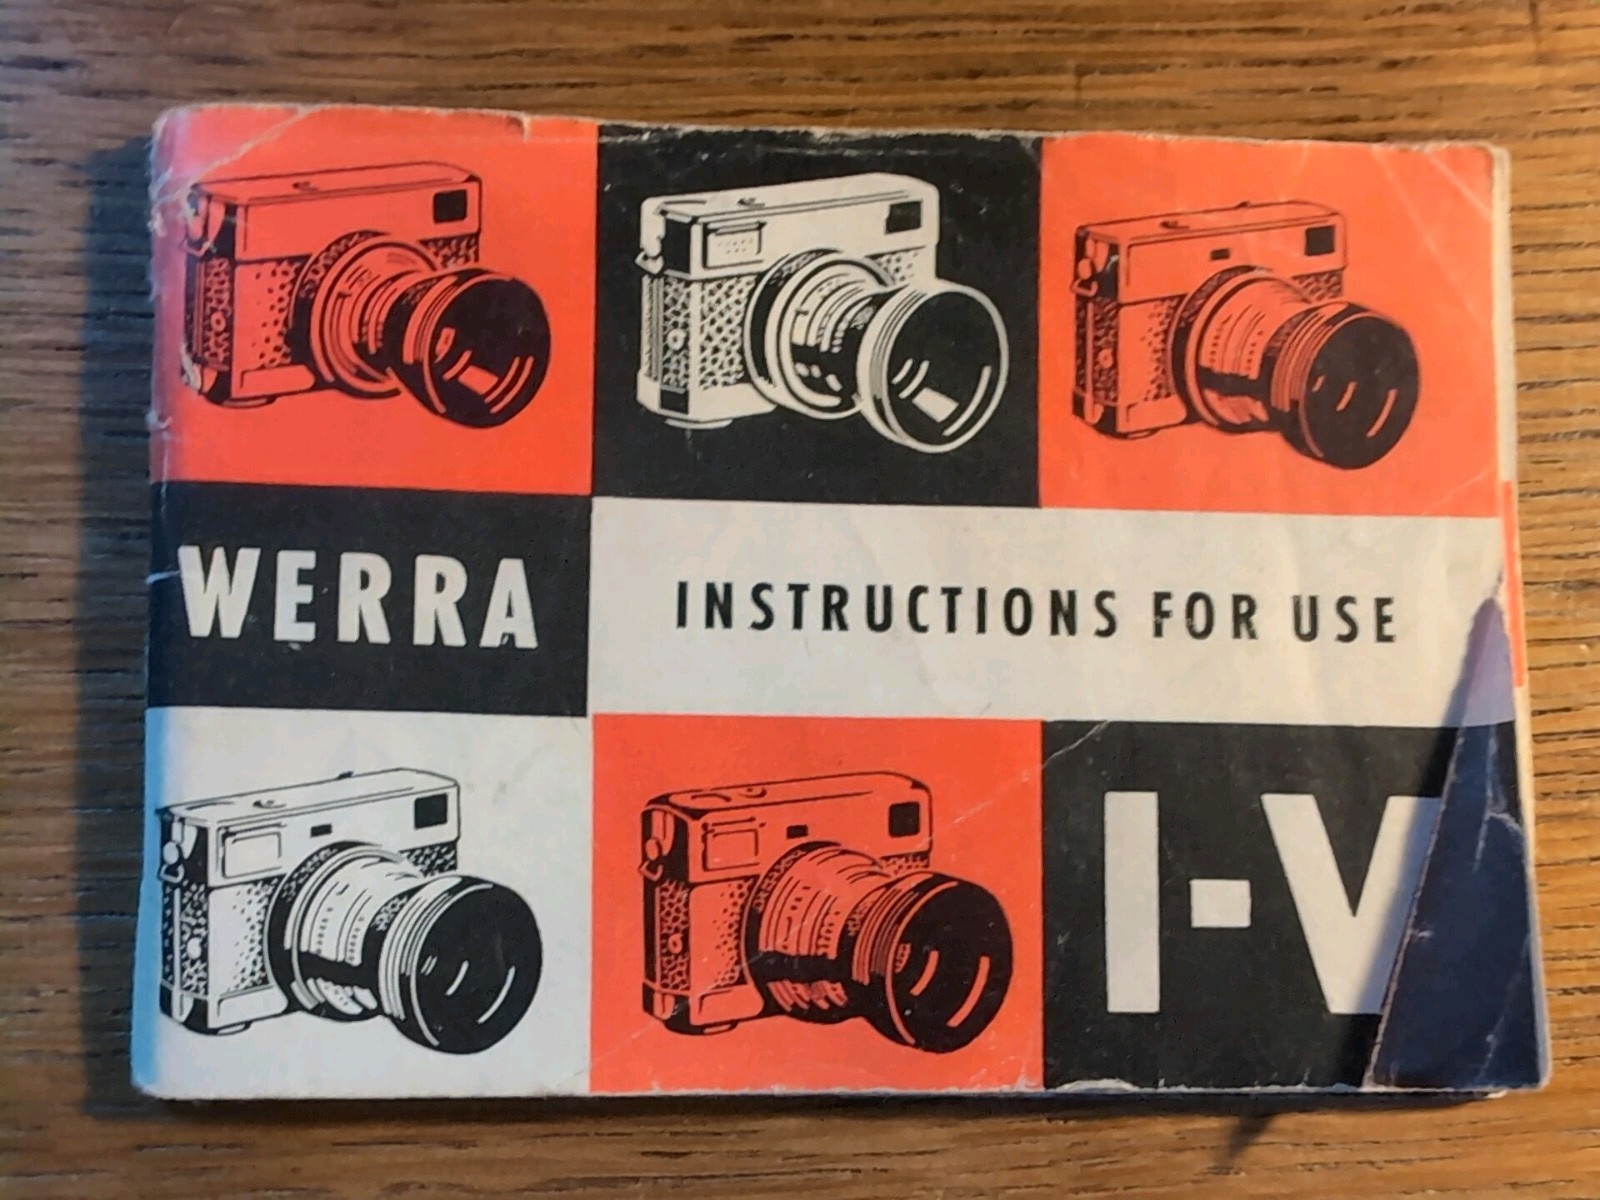 WERRA
INSTRUCTIONS FOR USE
I-V